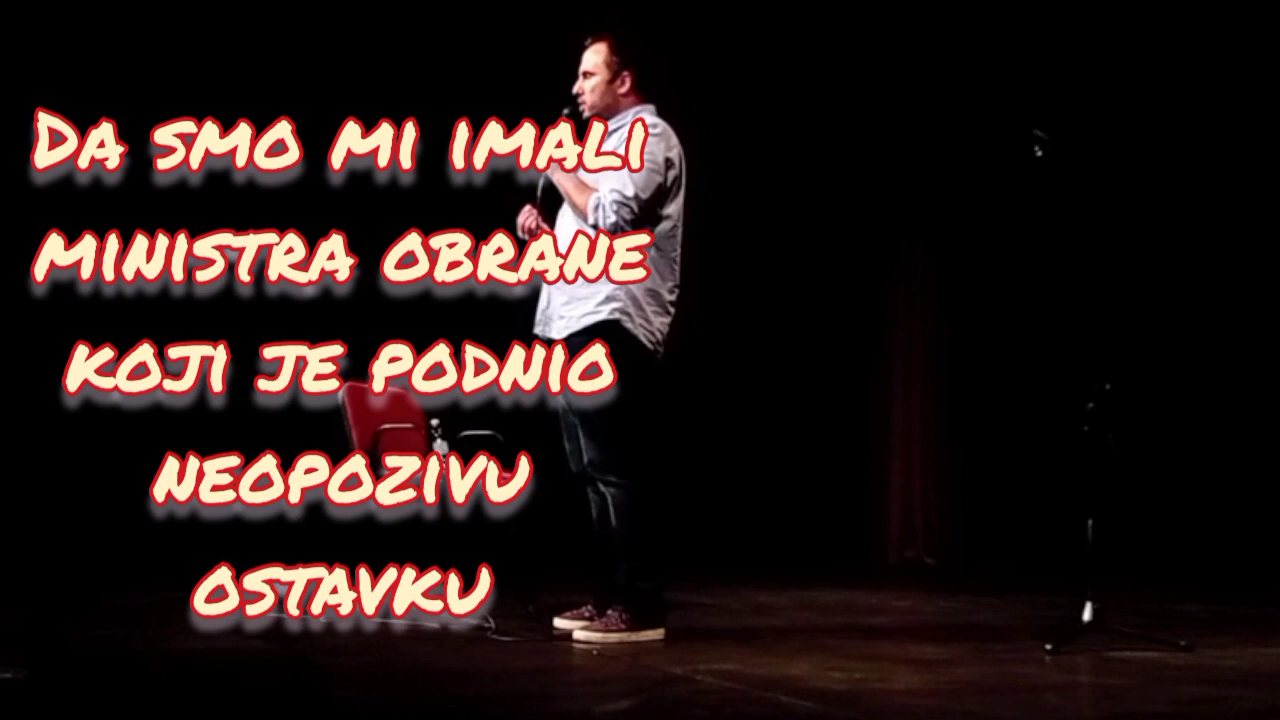 Da smo mi imali
ministra obrane
koji je podnio
neopozivu
ostavku